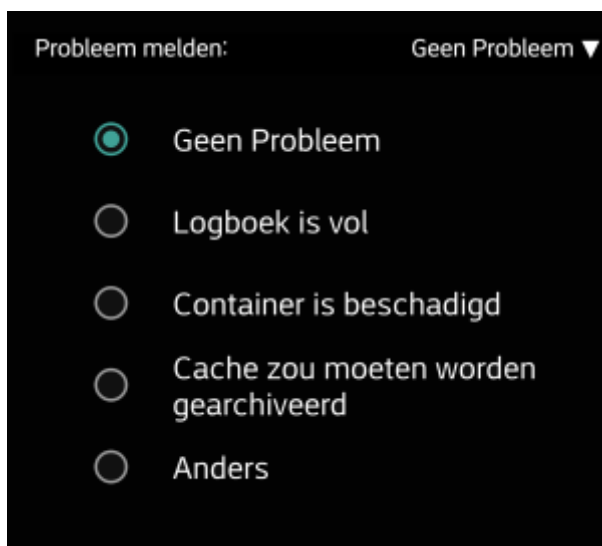 Probleem melden: Geen Probleem ▼
Geen Probleem
Logboek is vol
Container is beschadigd
Cache zou moeten worden
gearchiveerd
Anders